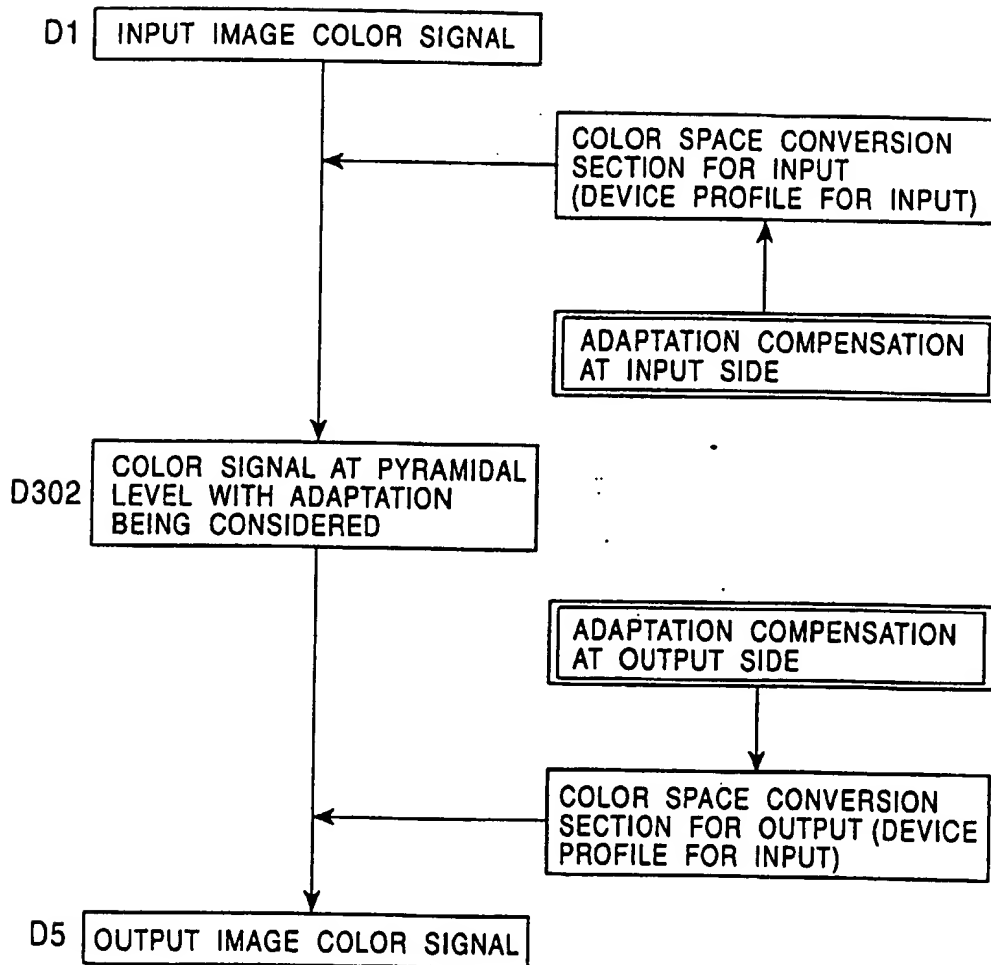 D1 INPUT IMAGE COLOR SIGNAL
COLOR SPACE CONVERSION
SECTION FOR INPUT
(DEVICE PROFILE FOR INPUT)
ADAPTATION COMPENSATION
AT INPUT SIDE
D302
COLOR SIGNAL AT PYRAMIDAL
LEVEL WITH ADAPTATION
BEING CONSIDERED
ADAPTATION COMPENSATION
AT OUTPUT SIDE
COLOR SPACE CONVERSION
SECTION FOR OUTPUT (DEVICE
PROFILE FOR INPUT)
D5 OUTPUT IMAGE COLOR SIGNAL